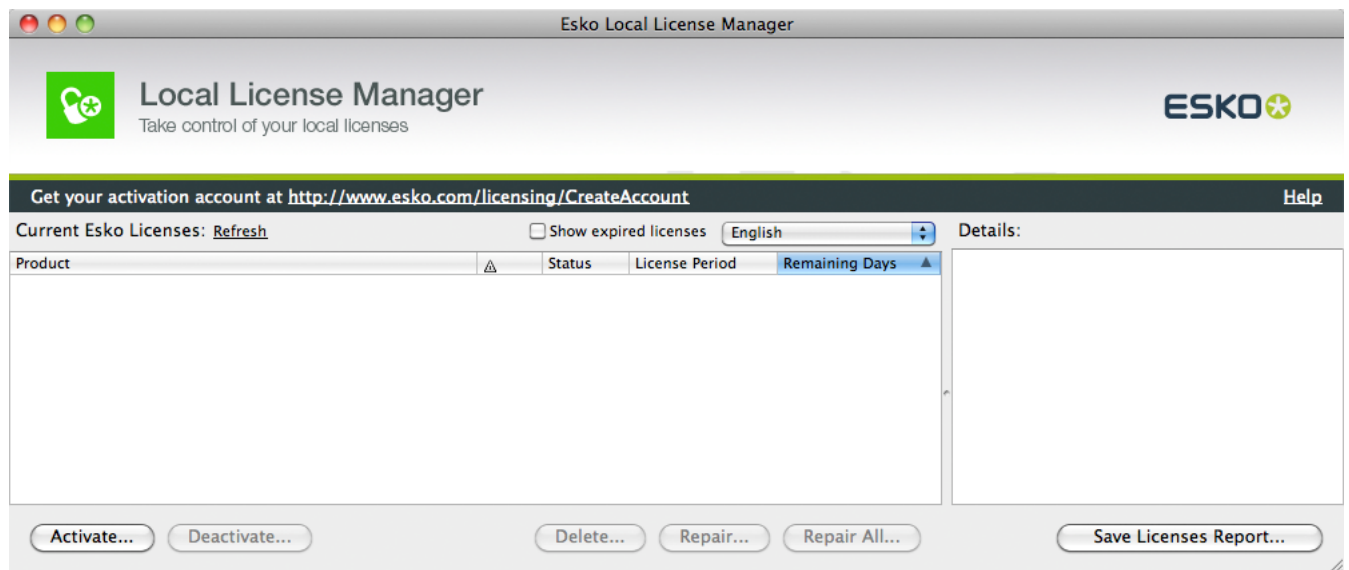 Esko Local License Manager
Local License Manager
Take control of your local licenses
ESKO
Get your activation account at http://www.esko.com/licensing/CreateAccount Help
Current Esko Licenses: Refresh Show expired licenses English Details:
Product Status License Period Remaining Days
Activate... Deactivate... Delete... Repair... Repair All... Save Licenses Report...